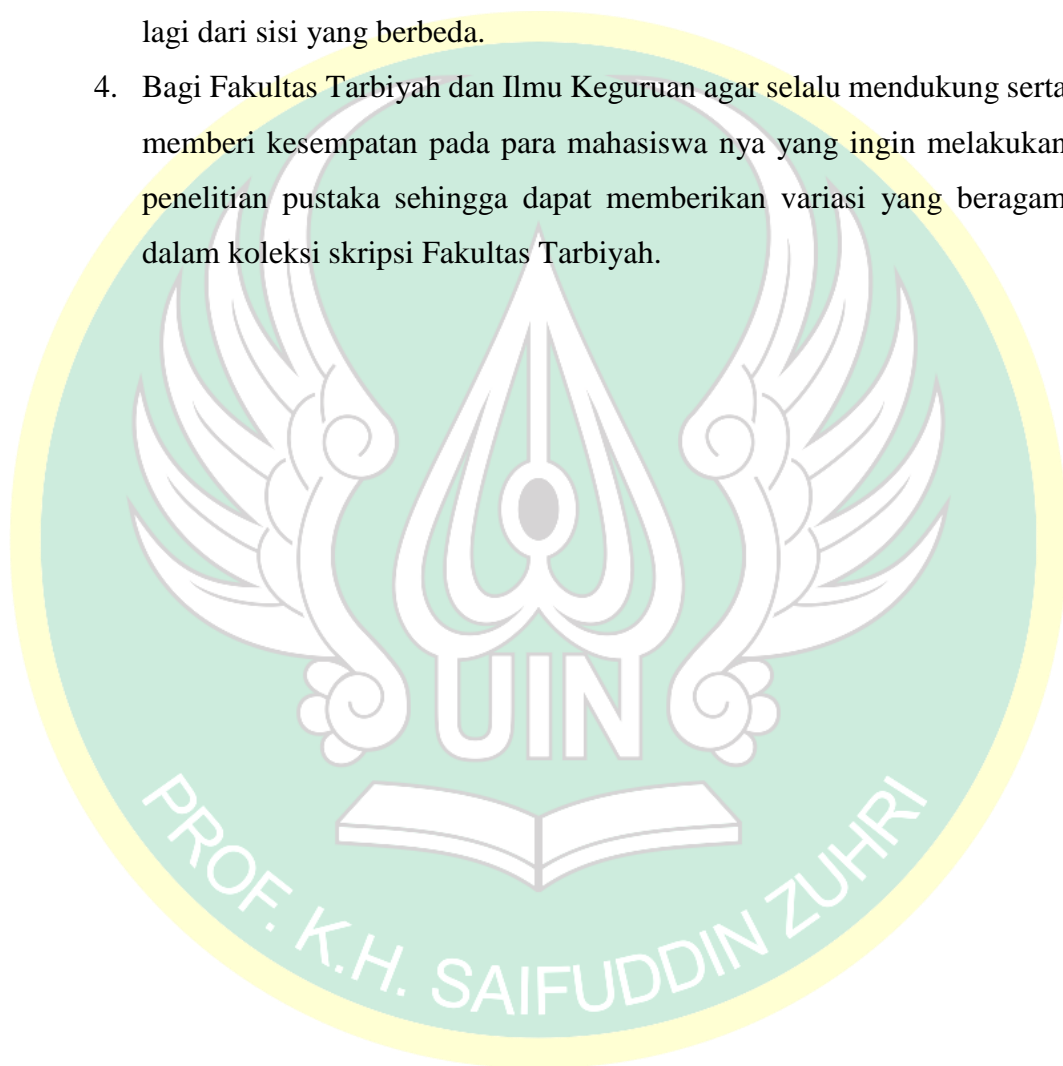 lagi dari sisi yang berbeda.
4. Bagi Fakultas Tarbiyah dan Ilmu Keguruan agar selalu mendukung serta
memberi kesempatan pada para mahasiswa nya yang ingin melakukan
penelitian pustaka sehingga dapat memberikan variasi yang beragam
dalam koleksi skripsi Fakultas Tarbiyah.
UIN
PROF. K.H. SAIFUDDIN ZUHRI